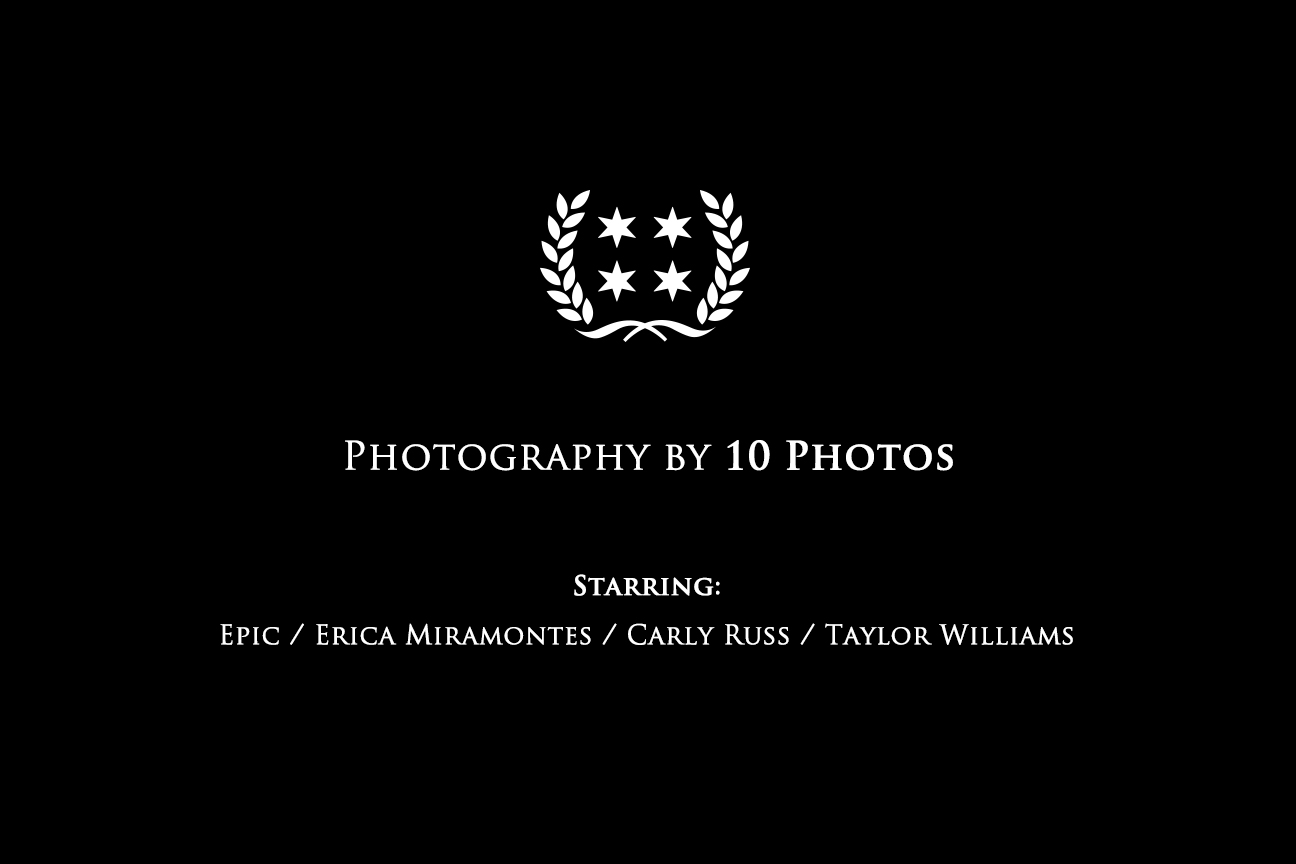 Photography by 10 Photos
Starring:
Epic / Erica Miramontes / Carly Russ / Taylor Williams